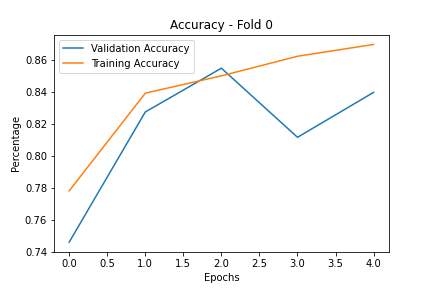 Accuracy - Fold 0
Validation Accuracy
Training Accuracy
Percentage
0.86
0.84
0.82
0.80
0.78
0.76
0.74
0.0 0.5 1.0 1.5 2.0 2.5 3.0 3.5 4.0
Epochs